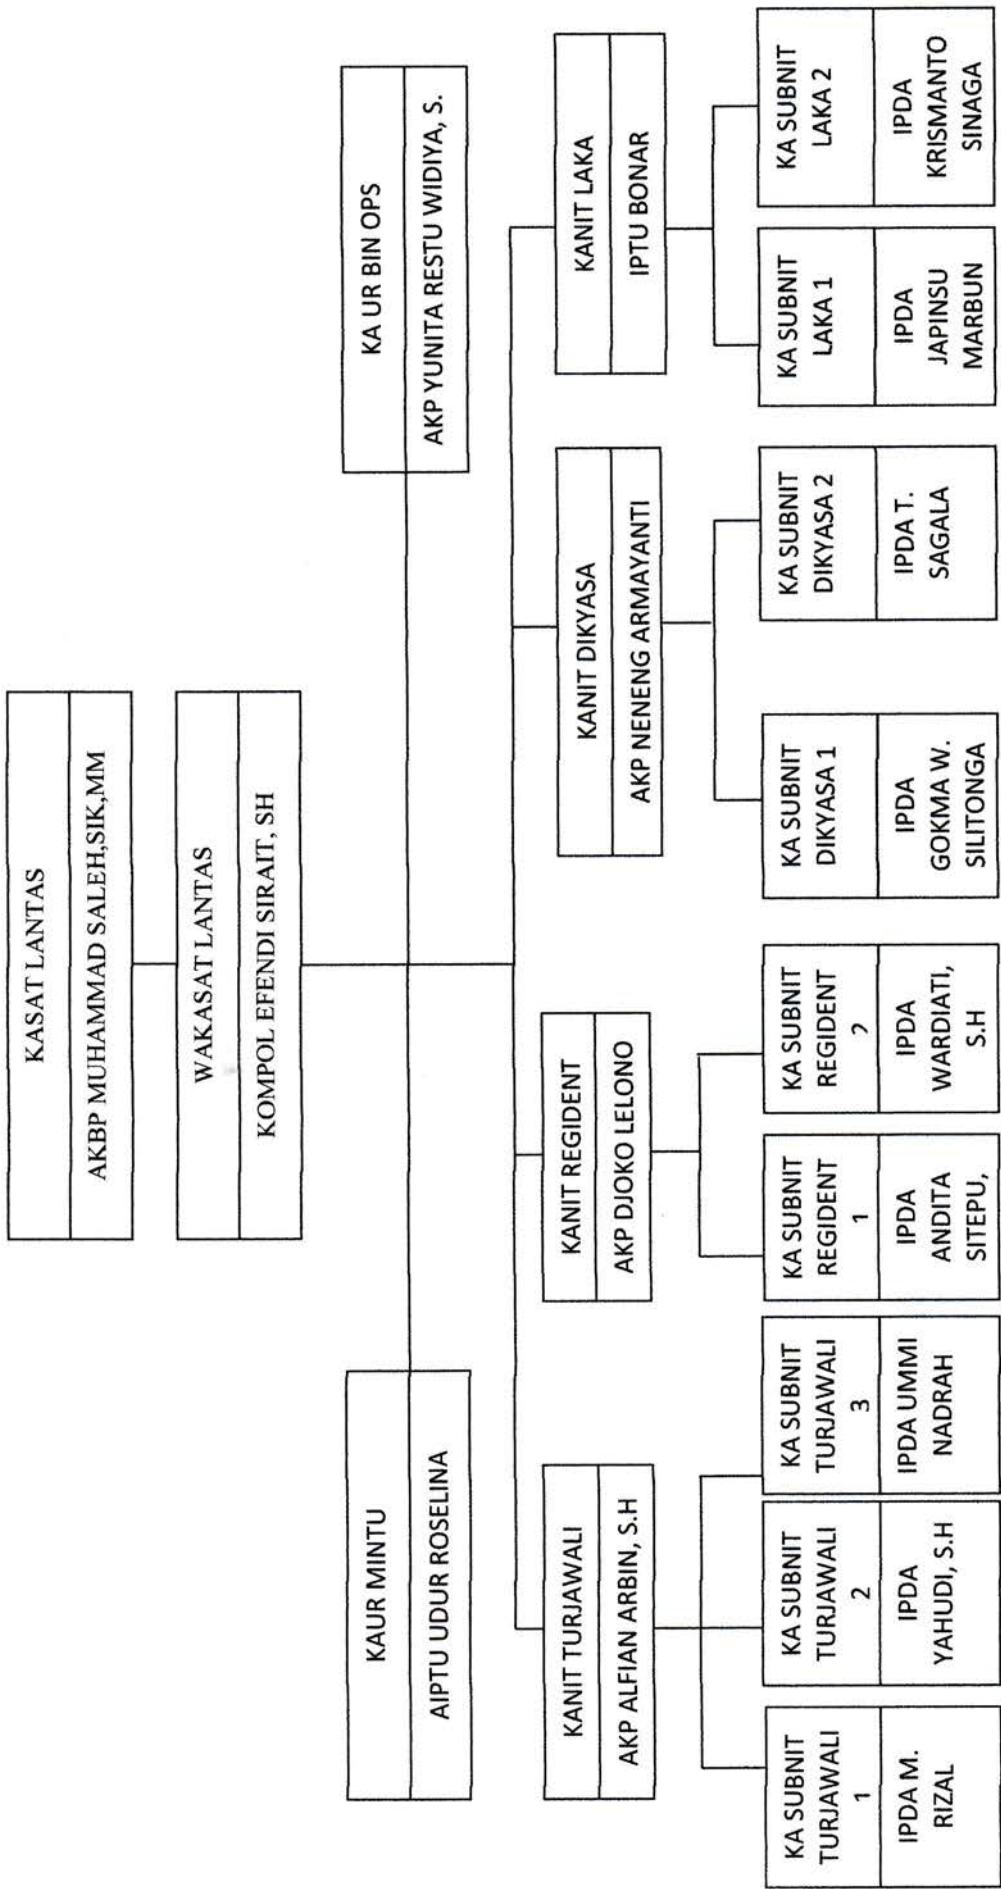 KASAT LANTAS
AKBP MUHAMMAD SALEH,SIK,MM
WAKASAT LANTAS
KOMPOL EFENDI SIRAIT, SH
KAUR MINTU
AIPTU UDUR ROSELINA
KA UR BIN OPS
AKP YUNITA RESTU WIDIYA, S.
KANIT TURJAWALI
AKP ALFIAN ARBIN, S.H
KANIT REGIDENT
AKP DJOKO LELONO
KANIT DIKYASA
AKP NENENG ARMAYANTI
KANIT LAKA
IPTU BONAR
KA SUBNIT
TURJAWALI
1
IPDA M.
RIZAL
KA SUBNIT
TURJAWALI
2
IPDA
YAHUDI, S.H
KA SUBNIT
TURJAWALI
3
IPDA UMMI
NADRAH
KA SUBNIT
REGIDENT
1
IPDA
ANDITA
SITEPU,
KA SUBNIT
REGIDENT
2
IPDA
WARDIATI,
S.H
KA SUBNIT
DIKYASA 1
IPDA
GOKMA W.
SILITONGA
KA SUBNIT
DIKYASA 2
IPDA T.
SAGALA
KA SUBNIT
LAKA 1
IPDA
JAPINSU
MARBUN
KA SUBNIT
LAKA 2
IPDA
KRISMANTO
SINAGA